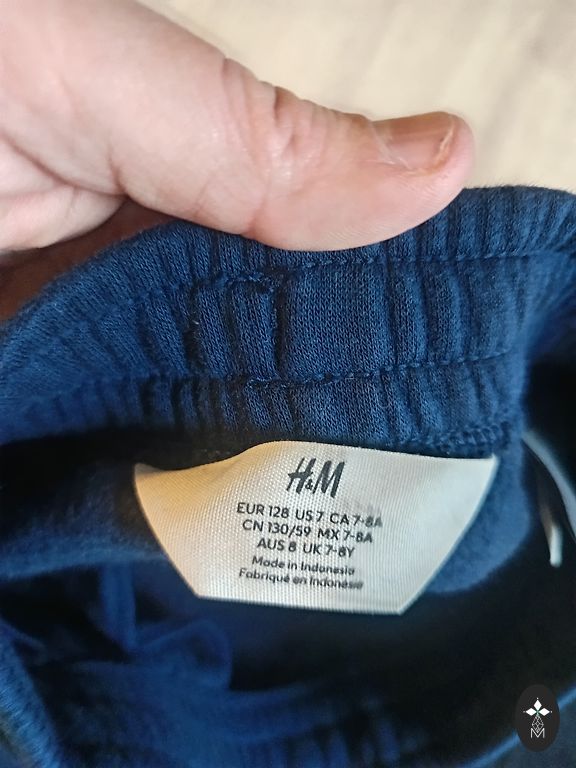 H&M
EUR 128 US 7 CA 7-8A
CN 130/59 MX 7-8A
AUS 8 UK 7-8Y
Made in Indonesia
Fabriqué en Indonésie
M